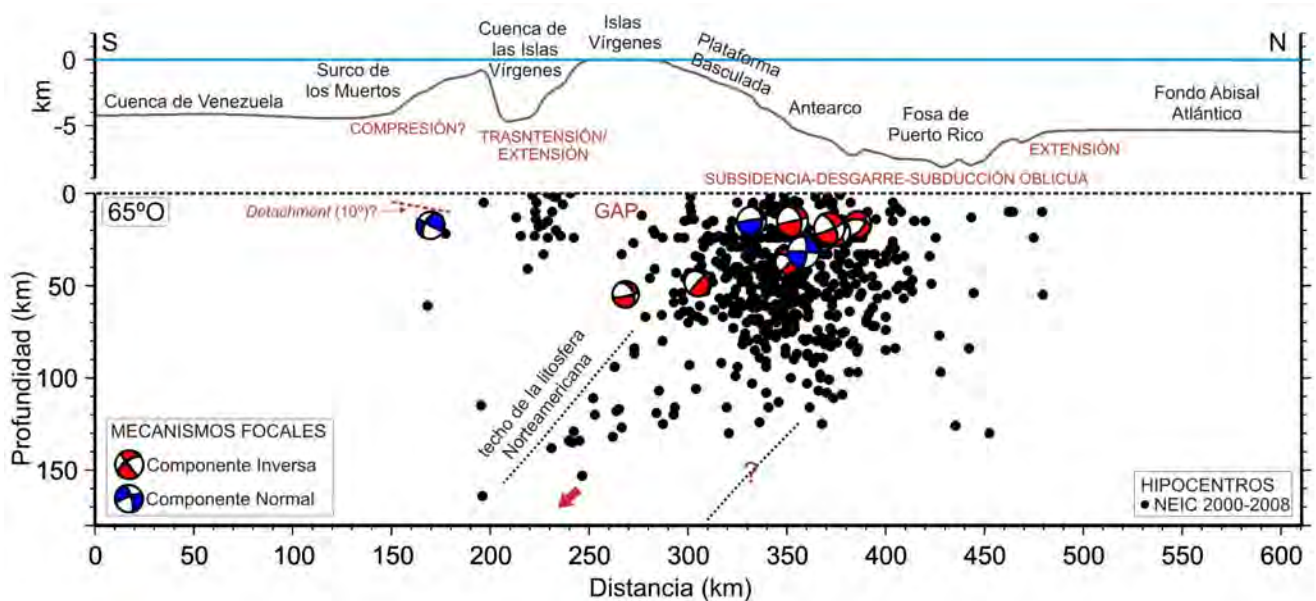 S
N
Cuenca de
las Islas
Vírgenes
Islas
Vírgenes
Plataforma
Basculada
Surco de
los Muertos
Cuenca de Venezuela
Antearco
Fosa de
Puerto Rico
Fondo Abisal
Atlántico
COMPRESIÓN?
TRASNTENSIÓN/
EXTENSIÓN
EXTENSIÓN
SUBSIDENCIA-DESGARRE-SUBDUCCIÓN OBLICUA
km
0
−5
65ºO
Detachment (10º)?
GAP
techo de la litosfera
Norteamericana
?
MECANISMOS FOCALES
Componente Inversa
Componente Normal
HIPOCENTROS
NEIC 2000-2008
Profundidad (km)
0
50
100
150
0 50 100 150 200 250 300 350 400 450 500 550 600
Distancia (km)